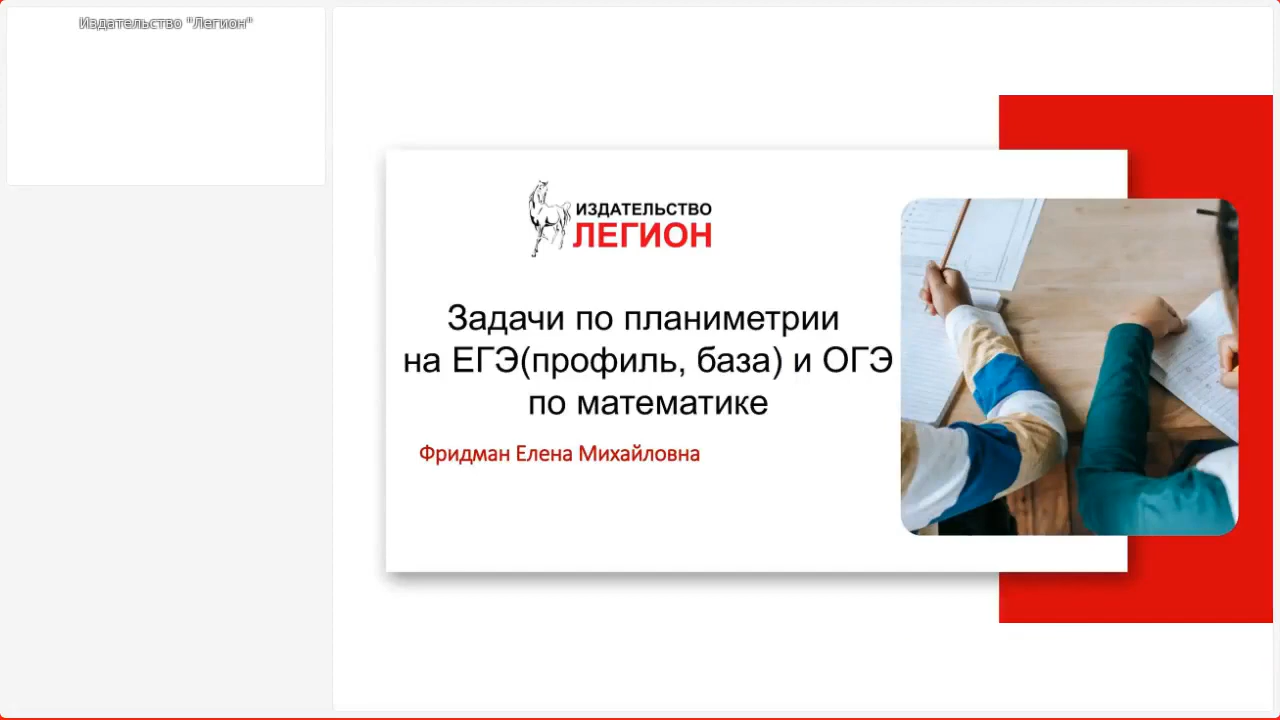 Издательство "Легион"
ИЗДАТЕЛЬСТВО
ЛЕГИОН
Задачи по планиметрии
на ЕГЭ(профиль, база) и ОГЭ
по математике
Фридман Елена Михайловна